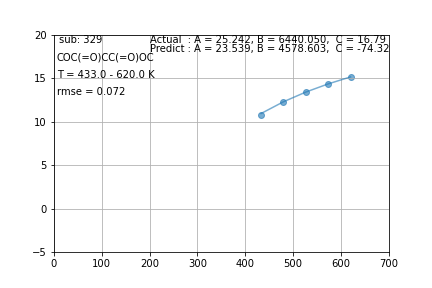 sub: 329
Actual : A = 25.242, B = 6440.050, C = 16.79
Predict : A = 23.539, B = 4578.603, C = -74.32
COC(=O)CC(=O)OC
T = 433.0 - 620.0 K
rmse = 0.072
20
15
10
5
0
−5
0 100 200 300 400 500 600 700